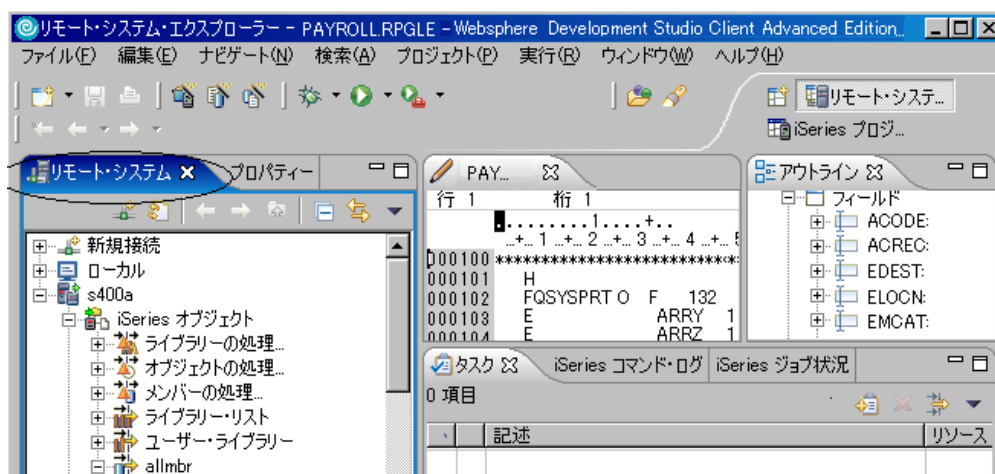 リモート・システム・エクスプローラー - PAYROLL.RPGLE - Websphere Development Studio Client Advanced Edition..
ファイル(F) 編集(E) ナビゲート(N) 検索(A) プロジェクト(P) 実行(R) ウィンドウ(W) ヘルプ(H)
リモート・システ...
iSeries プロジ...
リモート・システム プロパティー
新規接続
ローカル
s400a
iSeries オブジェクト
ライブラリーの処理...
オブジェクトの処理...
メンバーの処理...
ライブラリー・リスト
ユーザー・ライブラリー
allmbr
PAY...
行 1 桁 1
.........1....+..
...+... 1 ...+... 2 ...+... 3 ...+... 4 ...+... 5
000100 **************************
000101 H
000102 FQSYSPRT O F 132
000103 E ARRY 1
000104 E ARRZ 1
アウトライン
フィールド
ACODE:
ACREC:
EDEST:
ELOCN:
EMCAT:
タスク iSeries コマンド・ログ iSeries ジョブ状況
0 項目
記述 リソース